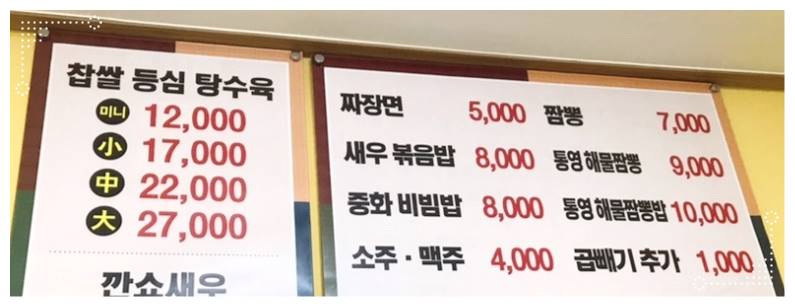 찹쌀 등심 탕수육
미니 12,000
小 17,000
中 22,000
大 27,000
깐쇼새우
짜장면 5,000 짬뽕 7,000
새우 볶음밥 8,000 통영 해물짬뽕 9,000
중화 비빔밥 8,000 통영 해물짬뽕밥 10,000
소주·맥주 4,000 곱빼기 추가 1,000